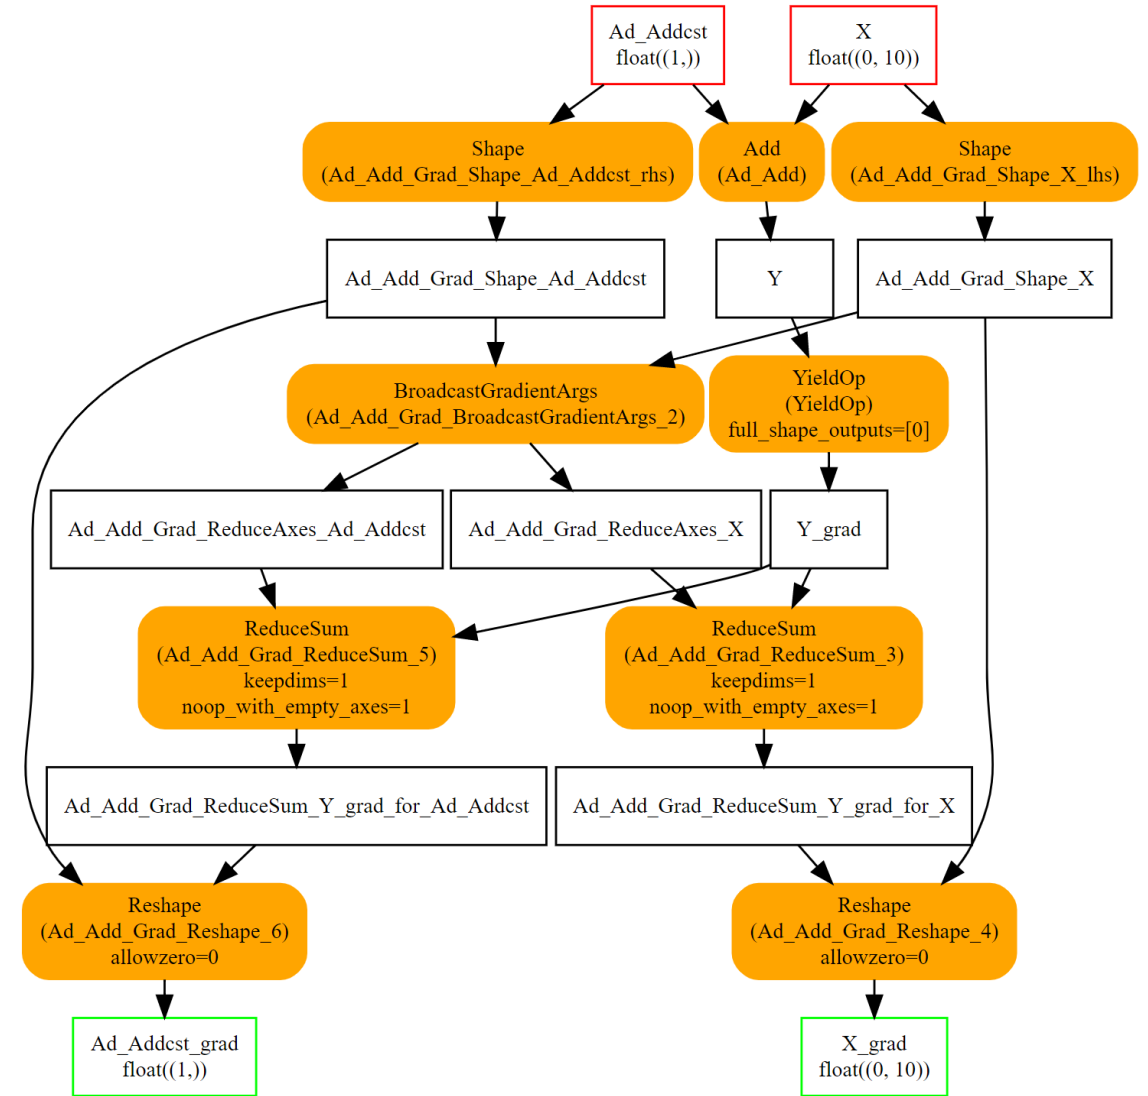 Ad_Addcst
float((1,))
X
float((0, 10))
Shape
(Ad_Add_Grad_Shape_Ad_Addcst_rhs)
Add
(Ad_Add)
Shape
(Ad_Add_Grad_Shape_X_lhs)
Ad_Add_Grad_Shape_Ad_Addcst
Y
Ad_Add_Grad_Shape_X
BroadcastGradientArgs
(Ad_Add_Grad_BroadcastGradientArgs_2)
YieldOp
(YieldOp)
full_shape_outputs=[0]
Ad_Add_Grad_ReduceAxes_Ad_Addcst
Ad_Add_Grad_ReduceAxes_X
Y_grad
ReduceSum
(Ad_Add_Grad_ReduceSum_5)
keepdims=1
noop_with_empty_axes=1
ReduceSum
(Ad_Add_Grad_ReduceSum_3)
keepdims=1
noop_with_empty_axes=1
Ad_Add_Grad_ReduceSum_Y_grad_for_Ad_Addcst
Ad_Add_Grad_ReduceSum_Y_grad_for_X
Reshape
(Ad_Add_Grad_Reshape_6)
allowzero=0
Reshape
(Ad_Add_Grad_Reshape_4)
allowzero=0
Ad_Addcst_grad
float((1,))
X_grad
float((0, 10))